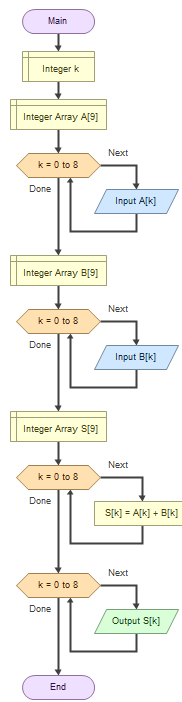 Main
Integer k
Integer Array A[9]
k = 0 to 8
Next
Input A[k]
Done
Integer Array B[9]
k = 0 to 8
Next
Input B[k]
Done
Integer Array S[9]
k = 0 to 8
Next
S[k] = A[k] + B[k]
Done
k = 0 to 8
Next
Output S[k]
Done
End